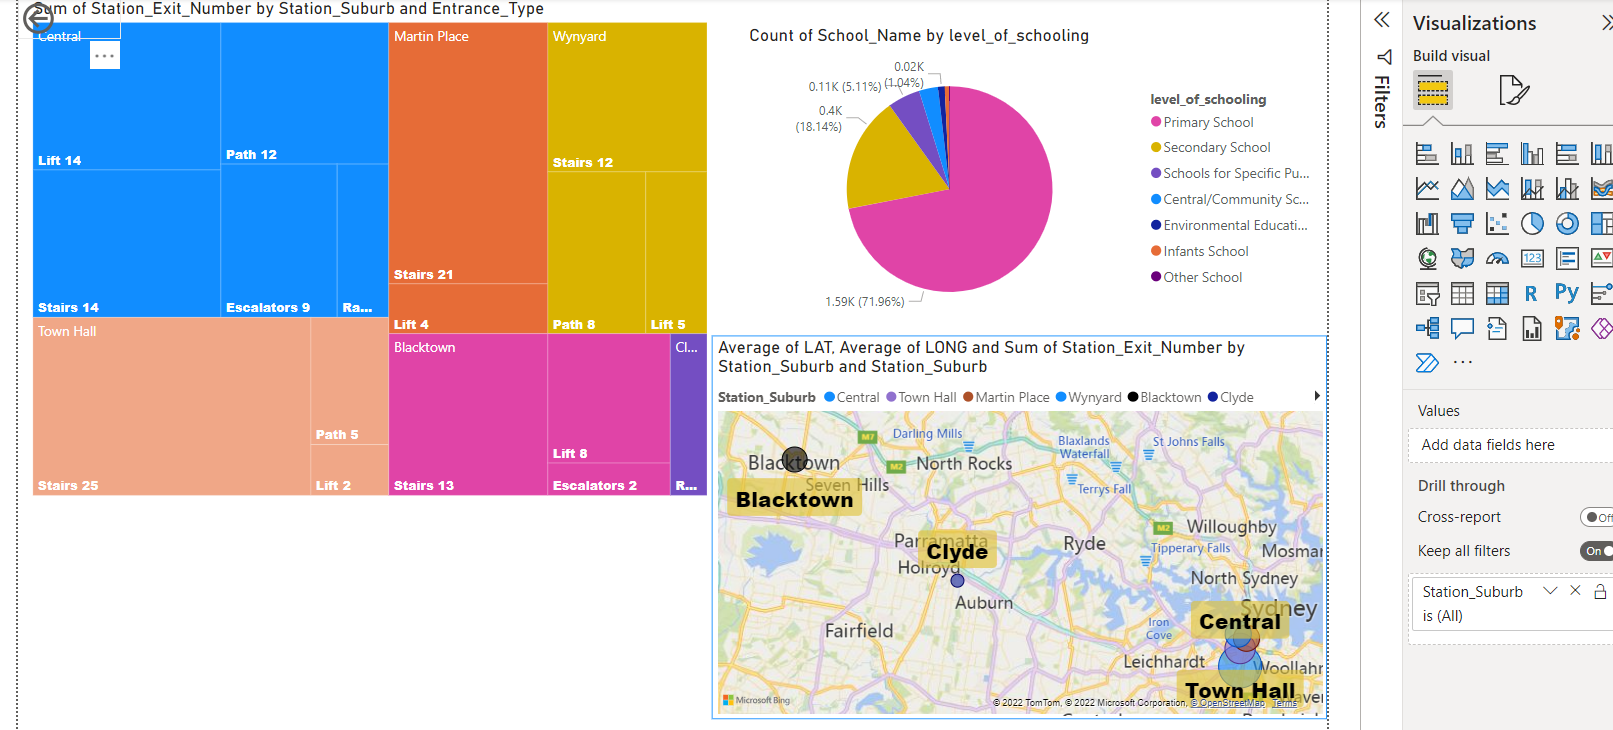 Sum of Station_Exit_Number by Station_Suburb and Entrance_Type
Central
Lift 14
Path 12
Stairs 14
Escalators 9
Ra...
Martin Place
Stairs 21
Lift 4
Wynyard
Stairs 12
Path 8
Lift 5
Town Hall
Stairs 25
Path 5
Lift 2
Blacktown
Stairs 13
Lift 8
Escalators 2
Cl...
R...
Count of School_Name by level_of_schooling
0.02K
(1.04%)
0.11K (5.11%)
0.4K
(18.14%)
1.59K (71.96%)
level_of_schooling
Primary School
Secondary School
Schools for Specific Pu...
Central/Community Sc...
Environmental Educati...
Infants School
Other School
Average of LAT, Average of LONG and Sum of Station_Exit_Number by
Station_Suburb and Station_Suburb
Station_Suburb Central Town Hall Martin Place Wynyard Blacktown Clyde
M7
Darling Mills
Blaxlands
Waterfall
St Johns Falls
Blacktown
M2
North Rocks
Seven Hills
Terrys Fall
Blacktown
M2
Willoughby
Parramatta
Clyde
Ryde
Tipperary Falls
Mosman
Holroyd
North Sydney
Auburn
Sydney
Iron
Cove
Central
Fairfield
Leichhardt
Woollahr
Town Hall
Microsoft Bing
© 2022 TomTom, © 2022 Microsoft Corporation, © OpenStreetMap Terms
Filters
Visualizations
Build visual
123
R
Py
Values
Add data fields here
Drill through
Cross-report
Off
Keep all filters
On
Station_Suburb
is (All)